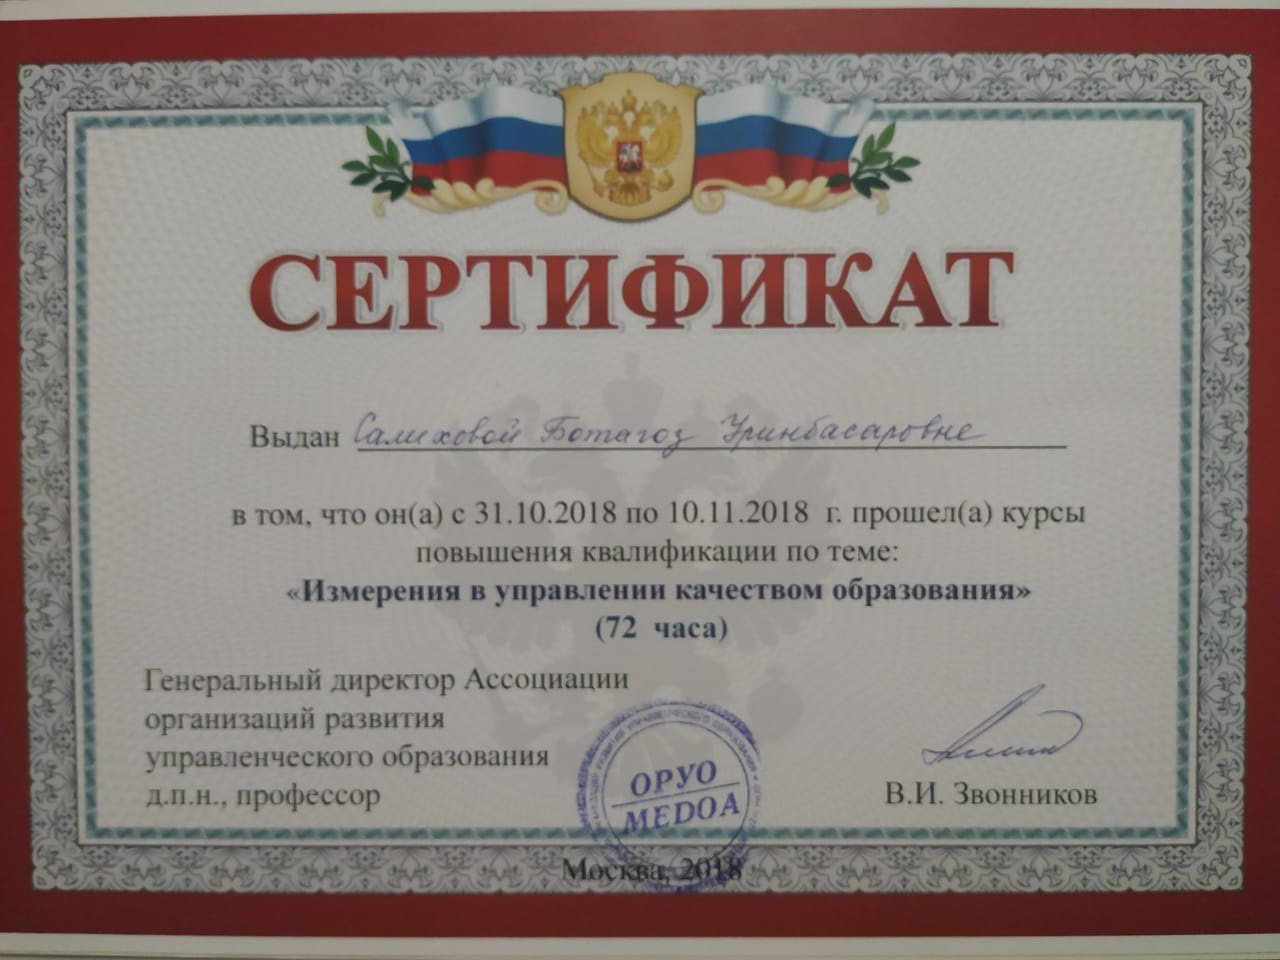 СЕРТИФИКАТ
Выдан Салиховой Ботагоз Уринбасаровне
в том, что он(а) с 31.10.2018 по 10.11.2018 г. прошел(а) курсы
повышения квалификации по теме:
«Измерения в управлении качеством образования»
(72 часа)
Генеральный директор Ассоциации
организаций развития
управленческого образования
д.п.н., профессор
ОРУО
MEDOA
В.И. Звонников
Москва, 2018